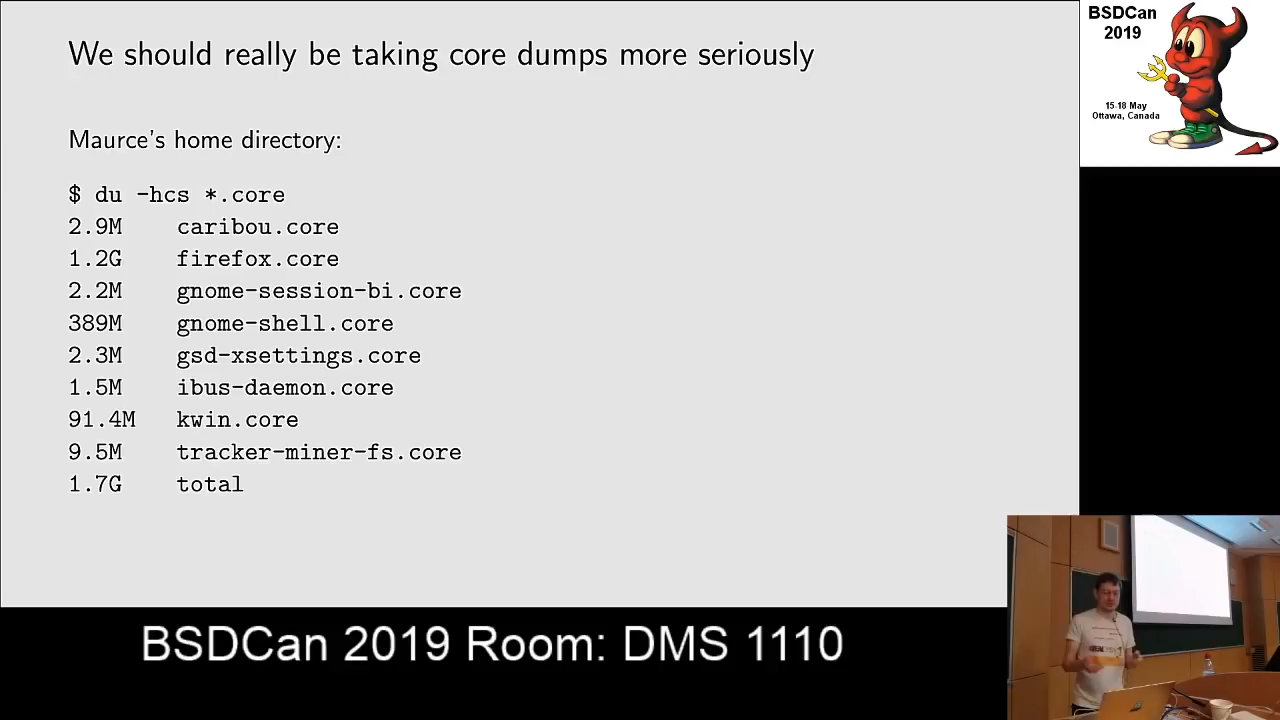 We should really be taking core dumps more seriously
Maurce's home directory:
$ du -hcs *.core
2.9M caribou.core
1.2G firefox.core
2.2M gnome-session-bi.core
389M gnome-shell.core
2.3M gsd-xsettings.core
1.5M ibus-daemon.core
91.4M kwin.core
9.5M tracker-miner-fs.core
1.7G total
BSDCan
2019
15-18 May
Ottawa, Canada
BSDCan 2019 Room: DMS 1110